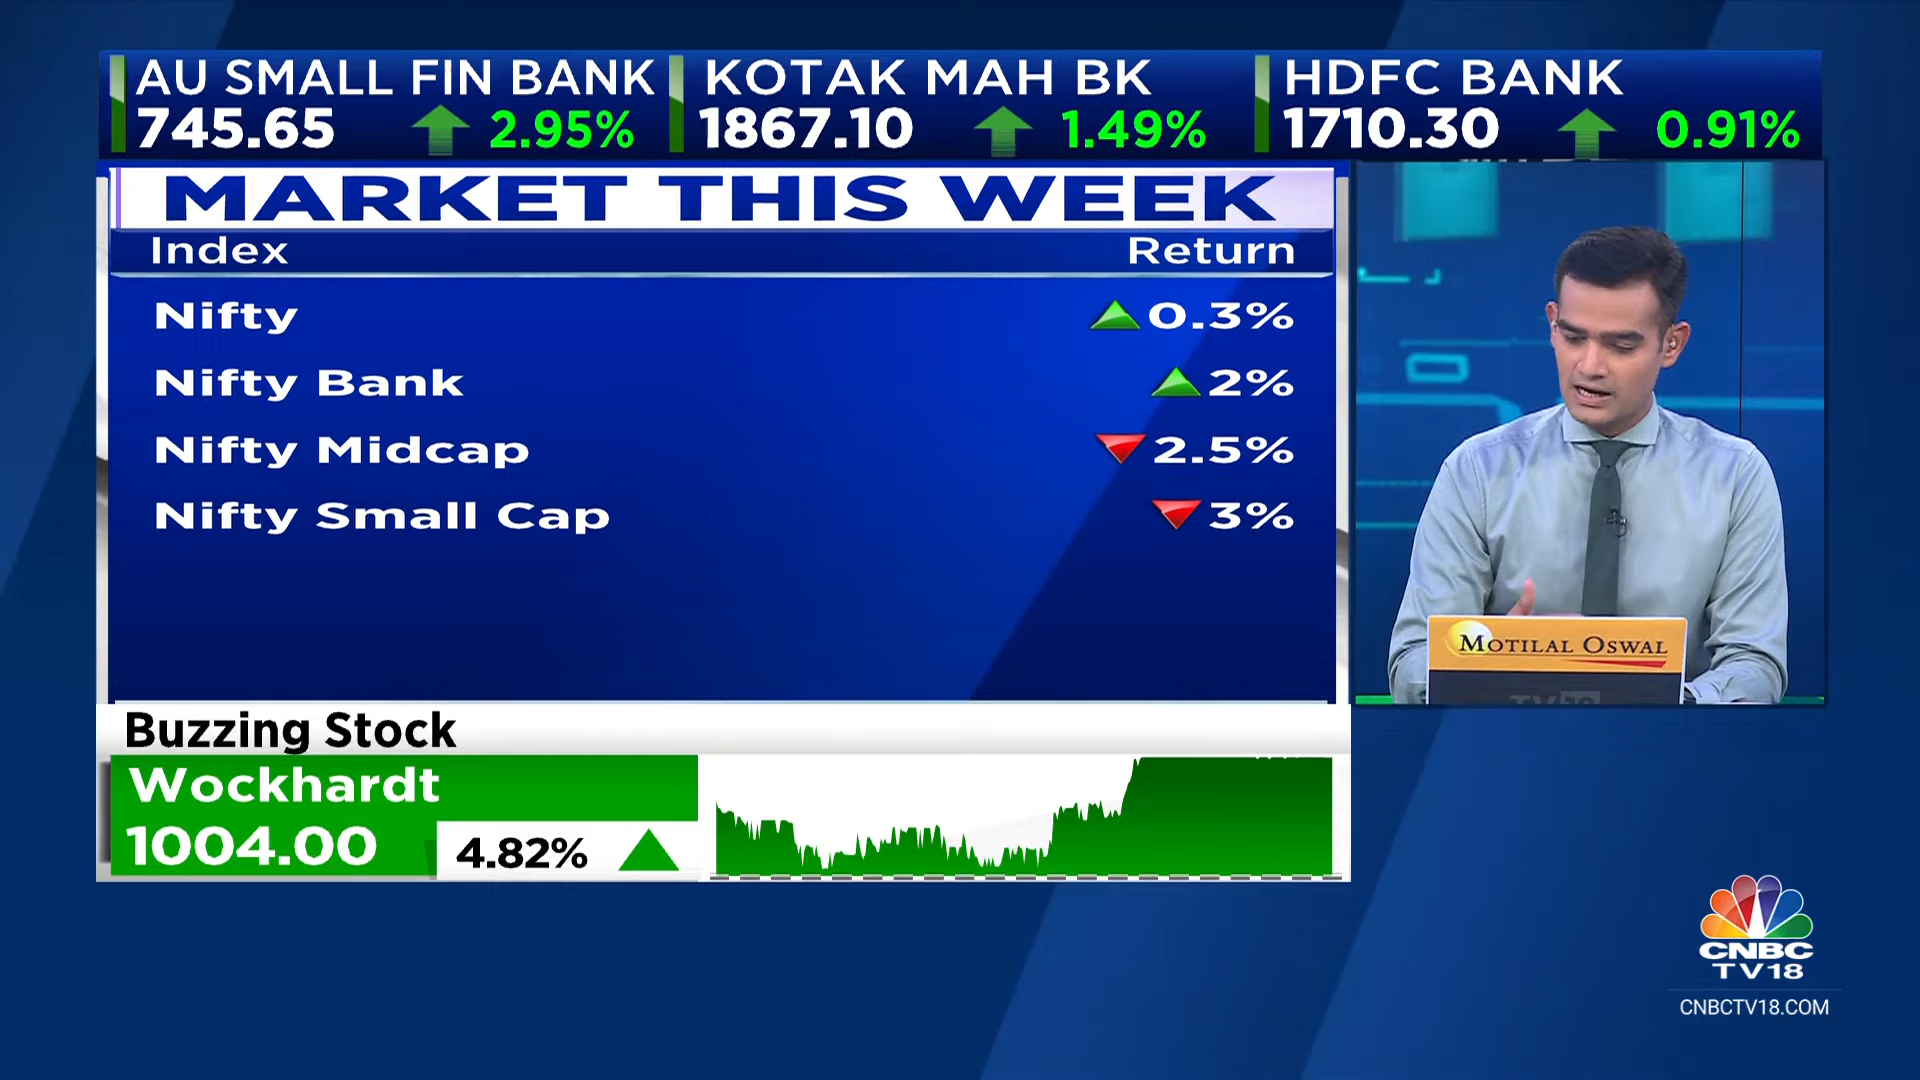 AU SMALL FIN BANK
745.65 2.95%
KOTAK MAH BK
1867.10 1.49%
HDFC BANK
1710.30 0.91%
MARKET THIS WEEK
Index Return
Nifty 0.3%
Nifty Bank 2%
Nifty Midcap 2.5%
Nifty Small Cap 3%
Buzzing Stock
Wockhardt
1004.00 4.82%
MOTILAL OSWAL
TV18
CNBC
TV18
CNBCTV18.COM